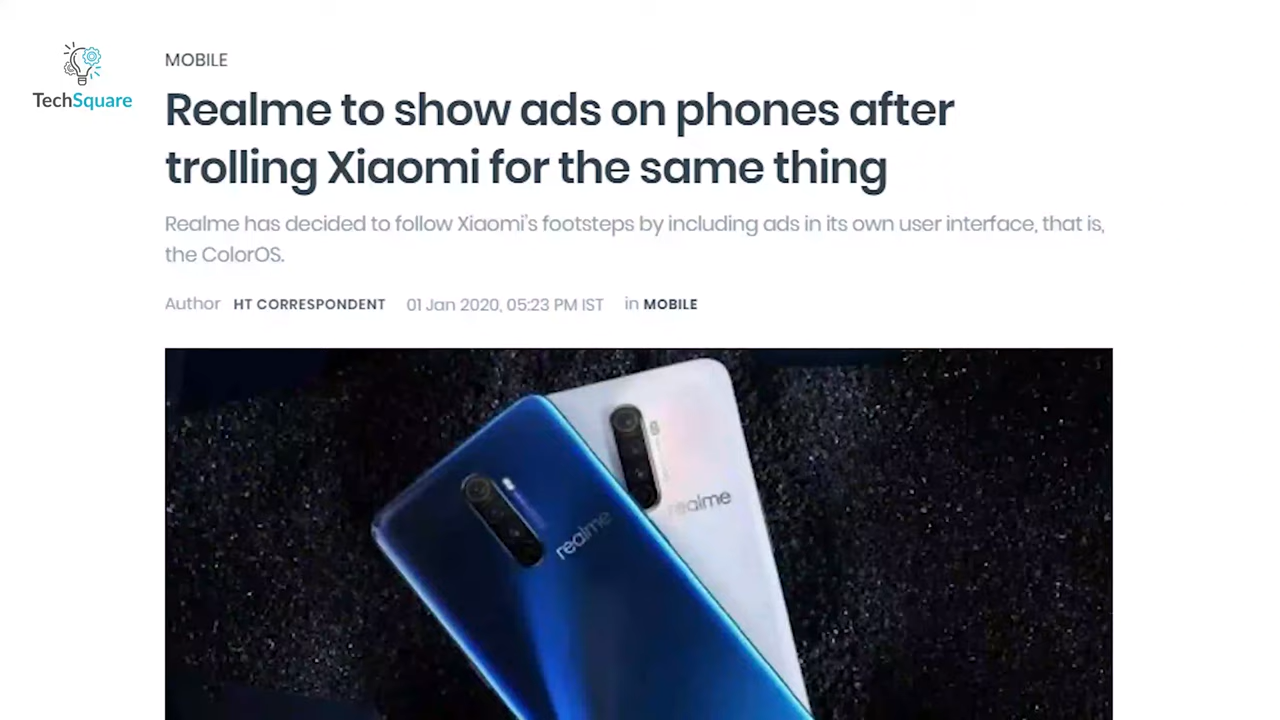 TechSquare
MOBILE
Realme to show ads on phones after
trolling Xiaomi for the same thing
Realme has decided to follow Xiaomi's footsteps by including ads in its own user interface, that is,
the ColorOS.
Author HT CORRESPONDENT 01 Jan 2020, 05:23 PM IST in MOBILE
realme
realme